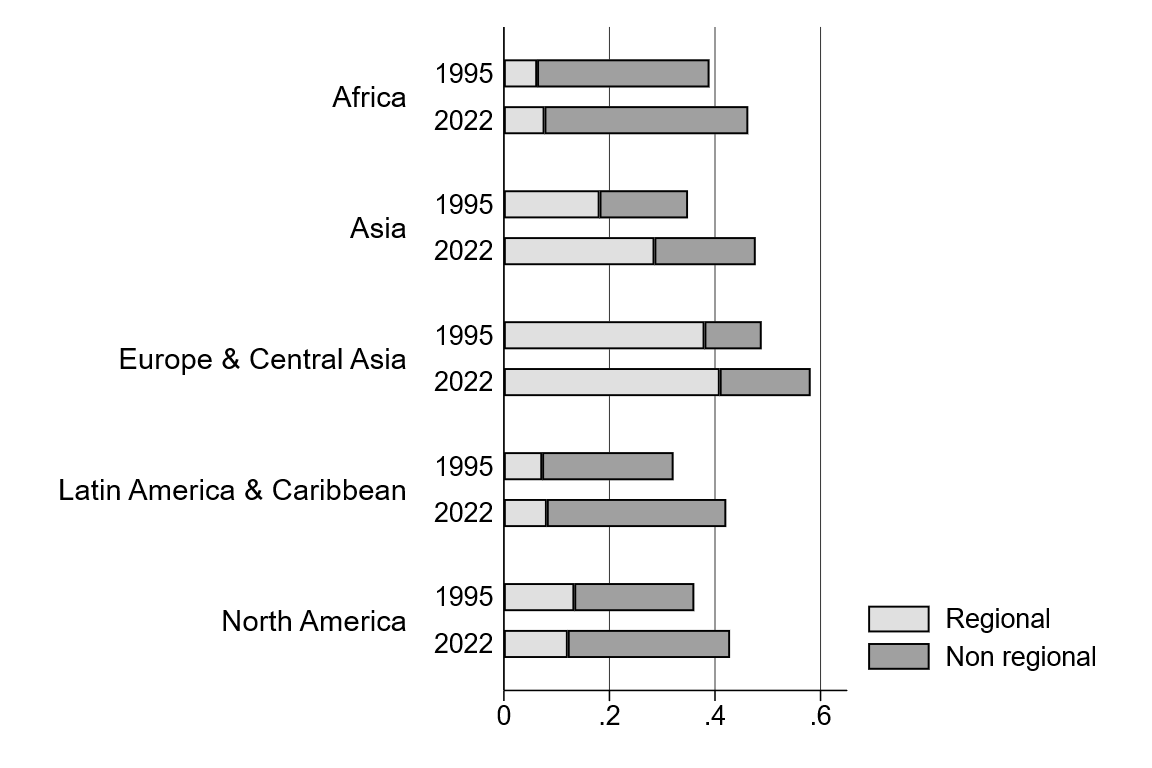 1995
Africa
2022
1995
Asia
2022
1995
Europe & Central Asia
2022
1995
Latin America & Caribbean
2022
1995
North America
2022
Regional
Non regional
0 .2 .4 .6